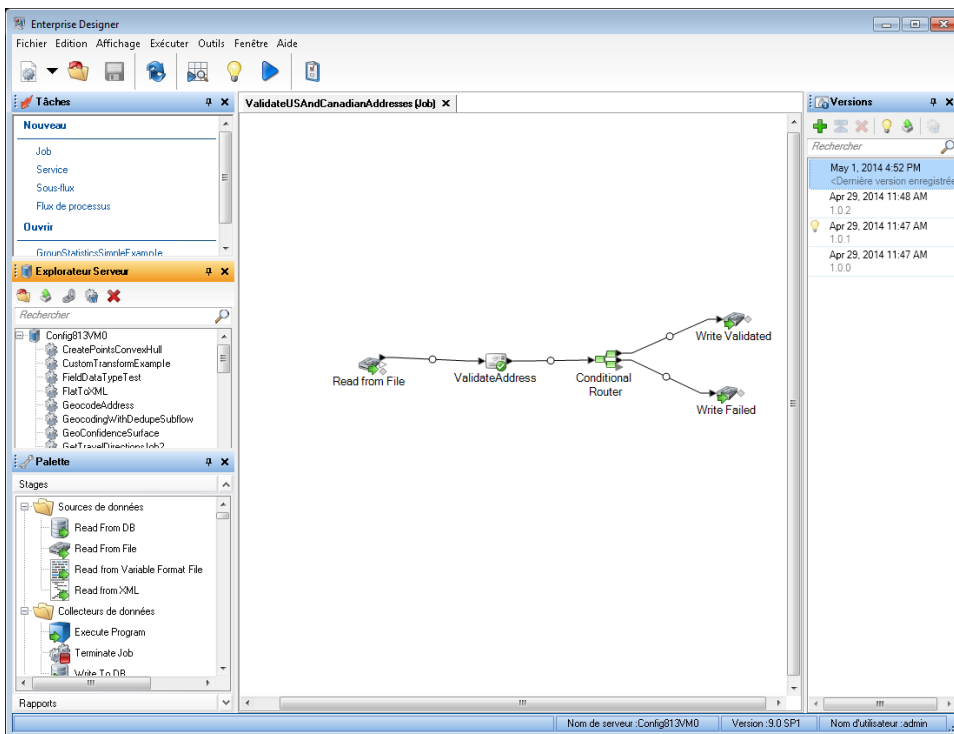 Enterprise Designer
Fichier Edition Affichage Exécuter Outils Fenêtre Aide
Tâches
Nouveau
Job
Service
Sous-flux
Flux de processus
Ouvrir
GroupStatisticsSimpleExample
Explorateur Serveur
Rechercher
Config813VM0
CreatePointsConvexHull
CustomTransformExample
FieldDataTypeTest
FlatToXML
GeocodeAddress
GeocodingWithDedupeSubflow
GeoConfidenceSurface
GetTravelDirectionsJob2
Palette
Stages
Sources de données
Read From DB
Read From File
Read from Variable Format File
Read from XML
Collecteurs de données
Execute Program
Terminate Job
Write To DB
Rapports
ValidateUSAndCanadianAddresses (Job)
Read from File
ValidateAddress
Conditional
Router
Write Validated
Write Failed
Versions
Rechercher
May 1, 2014 4:52 PM
<Dernière version enregistrée
Apr 29, 2014 11:48 AM
1.0.2
Apr 29, 2014 11:47 AM
1.0.1
Apr 29, 2014 11:47 AM
1.0.0
Nom de serveur :Config813VM0
Version :9.0 SP1
Nom d'utilisateur :admin